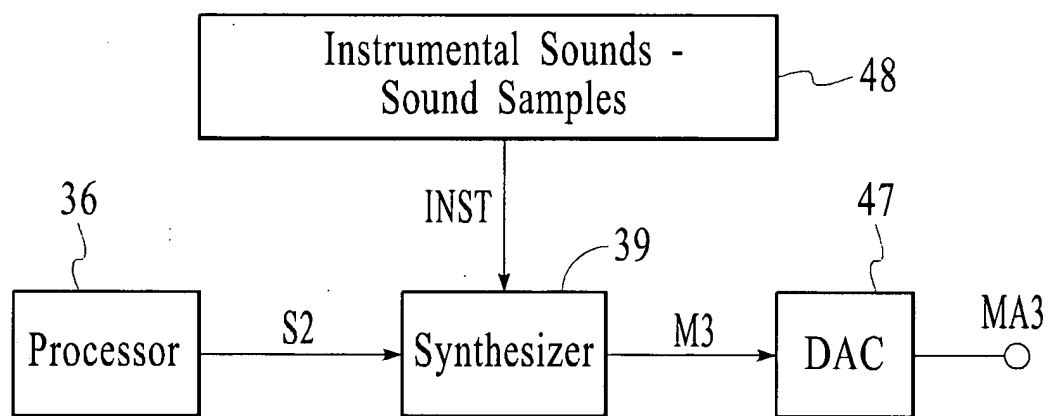 Instrumental Sounds -
Sound Samples
48
INST
36
39
47
Processor
S2
Synthesizer
M3
DAC
MA3